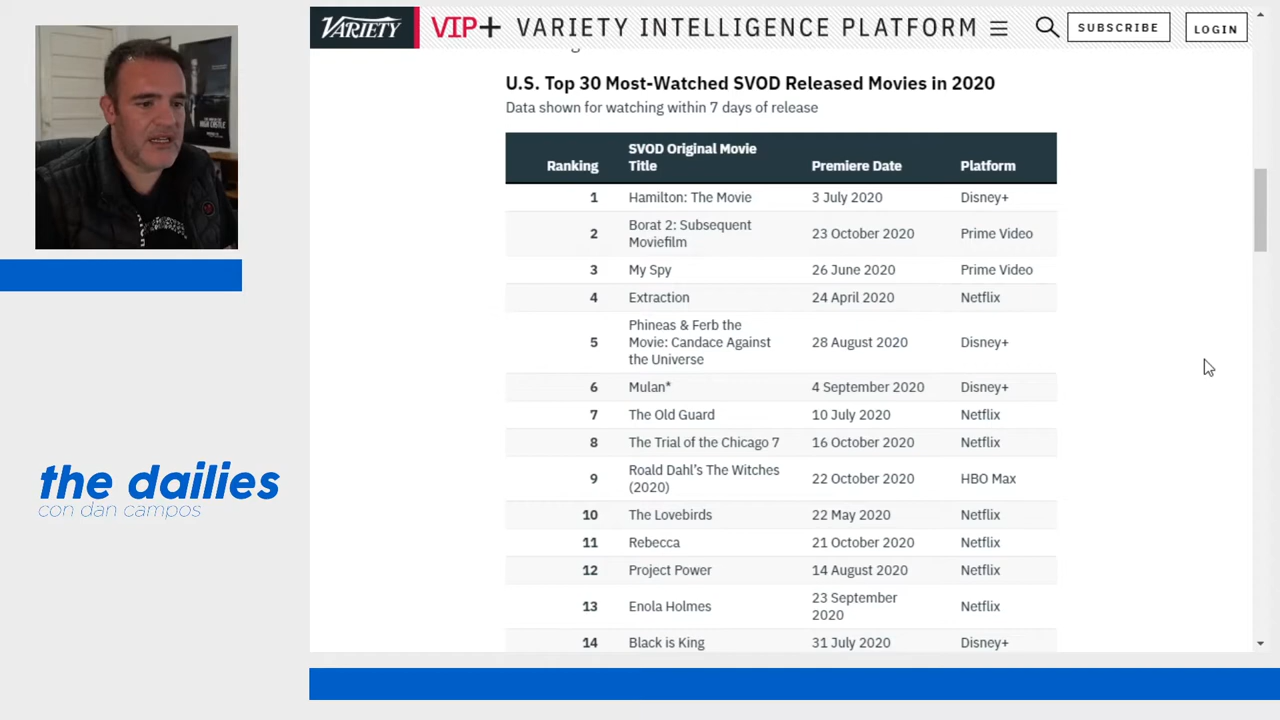 VARIETY VIP+ VARIETY INTELLIGENCE PLATFORM SUBSCRIBE LOGIN
U.S. Top 30 Most-Watched SVOD Released Movies in 2020
Data shown for watching within 7 days of release
Ranking SVOD Original Movie Title Premiere Date Platform
1 Hamilton: The Movie 3 July 2020 Disney+
2 Borat 2: Subsequent Moviefilm 23 October 2020 Prime Video
3 My Spy 26 June 2020 Prime Video
4 Extraction 24 April 2020 Netflix
5 Phineas & Ferb the Movie: Candace Against the Universe 28 August 2020 Disney+
6 Mulan* 4 September 2020 Disney+
7 The Old Guard 10 July 2020 Netflix
8 The Trial of the Chicago 7 16 October 2020 Netflix
9 Roald Dahl's The Witches (2020) 22 October 2020 HBO Max
10 The Lovebirds 22 May 2020 Netflix
11 Rebecca 21 October 2020 Netflix
12 Project Power 14 August 2020 Netflix
13 Enola Holmes 23 September 2020 Netflix
14 Black is King 31 July 2020 Disney+
the dailies
con dan campos